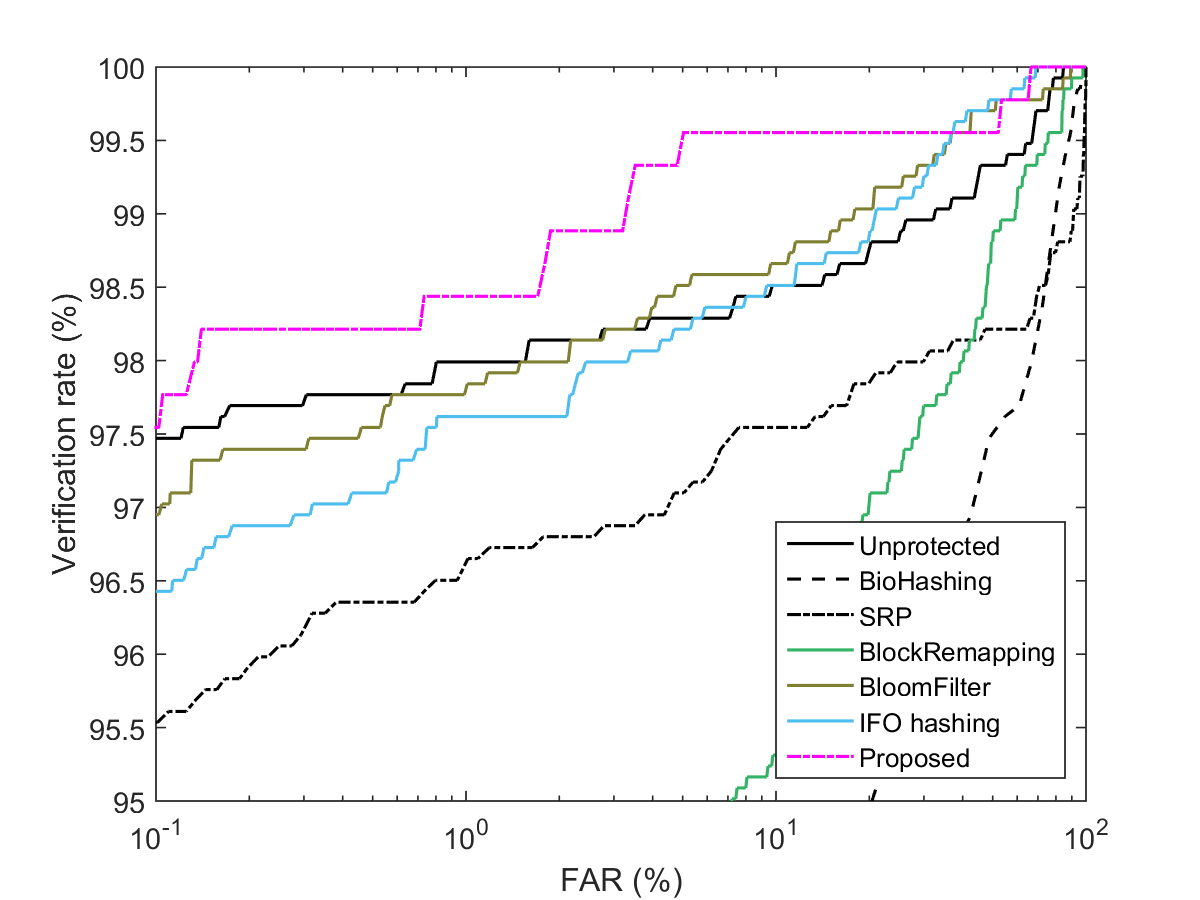 100
99.5
99
98.5
98
97.5
97
96.5
96
95.5
95
Verification rate (%)
10^-1
10^0
10^1
10^2
FAR (%)
Unprotected
BioHashing
SRP
BlockRemapping
BloomFilter
IFO hashing
Proposed